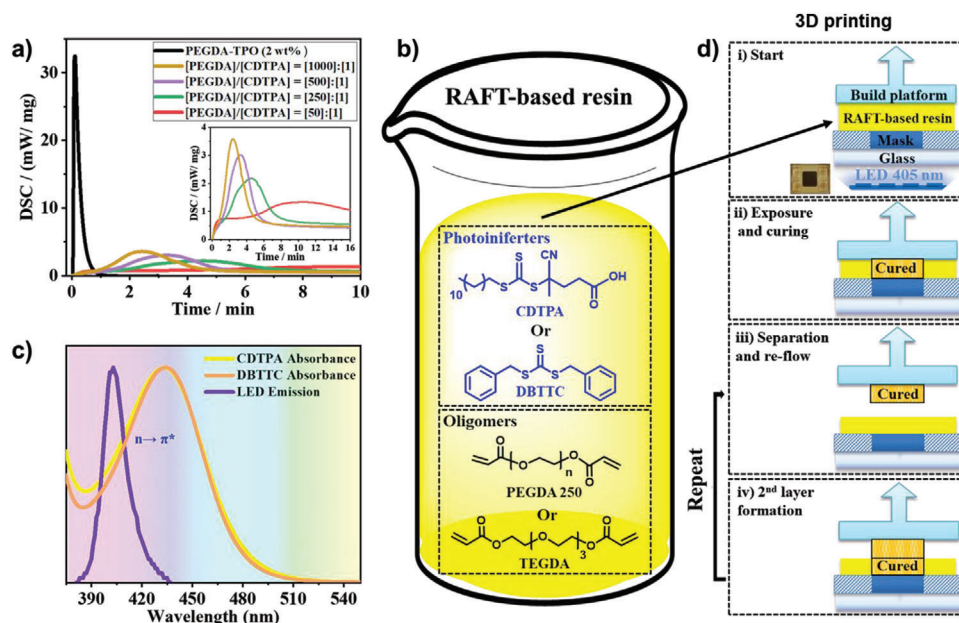 a)
PEGDA-TPO (2 wt% )
[PEGDA]/[CDTPA] = [1000]:[1]
[PEGDA]/[CDTPA] = [500]:[1]
[PEGDA]/[CDTPA] = [250]:[1]
[PEGDA]/[CDTPA] = [50]:[1]
DSC / (mW/ mg)
30
20
10
0
0 2 4 6 8 10
Time / min
DSC / (mW/ mg)
4
3
2
1
0
0 2 4 6 8 10 12 14 16
Time / min
c)
CDTPA Absorbance
DBTTC Absorbance
LED Emission
n→ π*
390 420 450 480 510 540
Wavelength (nm)
b)
RAFT-based resin
Photoiniferters
10
S
S
S
CN
O
OH
CDTPA
Or
S
S
S
DBTTC
Oligomers
O
O
O
n
O
PEGDA 250
Or
O
O
O
3
O
O
TEGDA
3D printing
d)
i) Start
Build platform
RAFT-based resin
Mask
Glass
LED 405 nm
ii) Exposure
and curing
Cured
iii) Separation
and re-flow
Cured
Repeat
iv) 2nd layer
formation
Cured